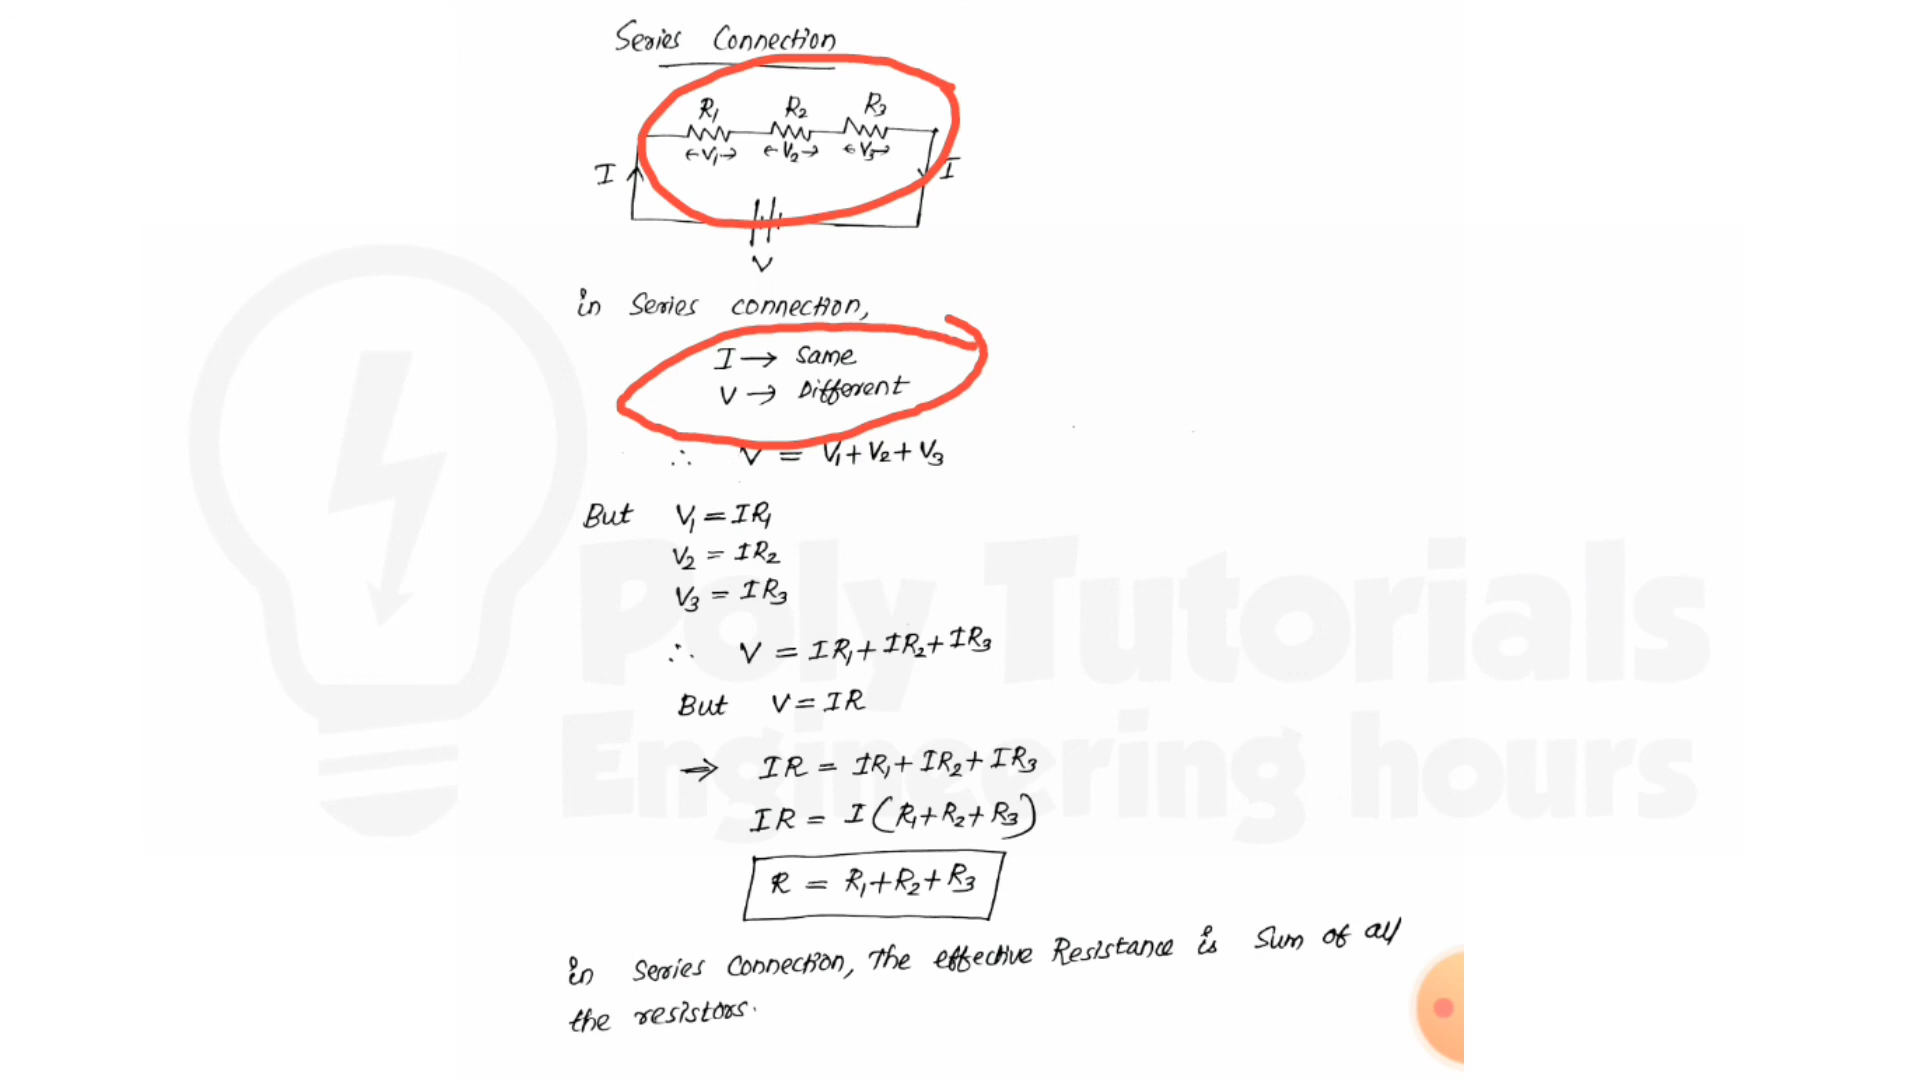 Series Connection
R1 R2 R3
←V1→ ←V2→ ←V3→
I I
V
in Series connection,
I → Same
V → Different
∴ V = V1+V2+V3
But V1=IR1
V2 = IR2
V3 = IR3
∴ V = IR1+IR2+IR3
But V=IR
⇒ IR = IR1+IR2+IR3
IR = I(R1+R2+R3)
R = R1+R2+R3
in Series Connection, The effective Resistance is Sum of all
the resistors.
Poly Tutorials
Engineering hours